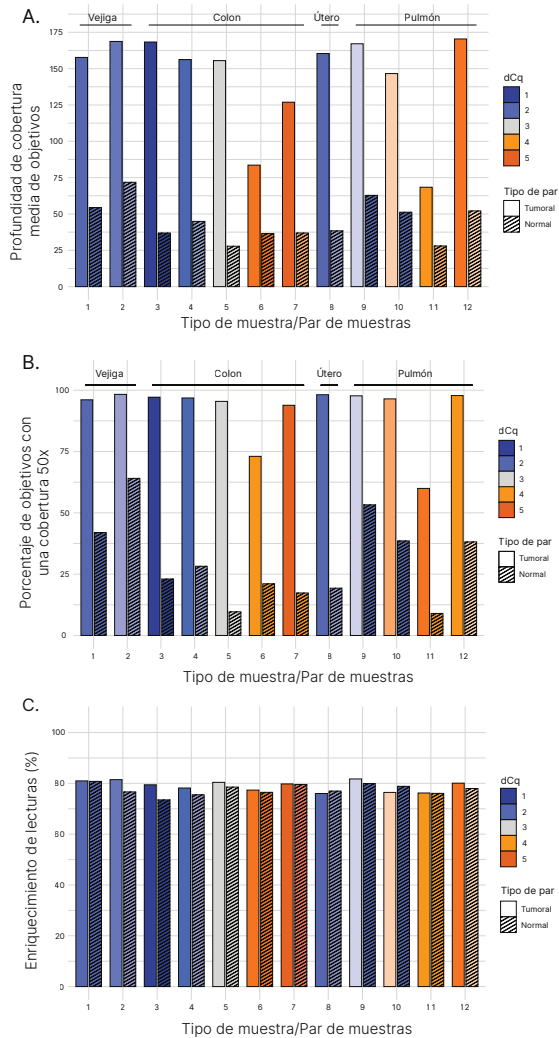 A.
Vejiga Colon Útero Pulmón
175
150
125
100
75
50
25
0
Profundidad de cobertura
media de objetivos
1 2 3 4 5 6 7 8 9 10 11 12
Tipo de muestra/Par de muestras
dCq
1
2
3
4
5
Tipo de par
Tumoral
Normal
B.
Vejiga Colon Útero Pulmón
100
75
50
25
0
Porcentaje de objetivos con
una cobertura 50x
1 2 3 4 5 6 7 8 9 10 11 12
Tipo de muestra/Par de muestras
dCq
1
2
3
4
5
Tipo de par
Tumoral
Normal
C.
100
80
60
40
20
0
Enriquecimiento de lecturas (%)
1 2 3 4 5 6 7 8 9 10 11 12
Tipo de muestra/Par de muestras
dCq
1
2
3
4
5
Tipo de par
Tumoral
Normal